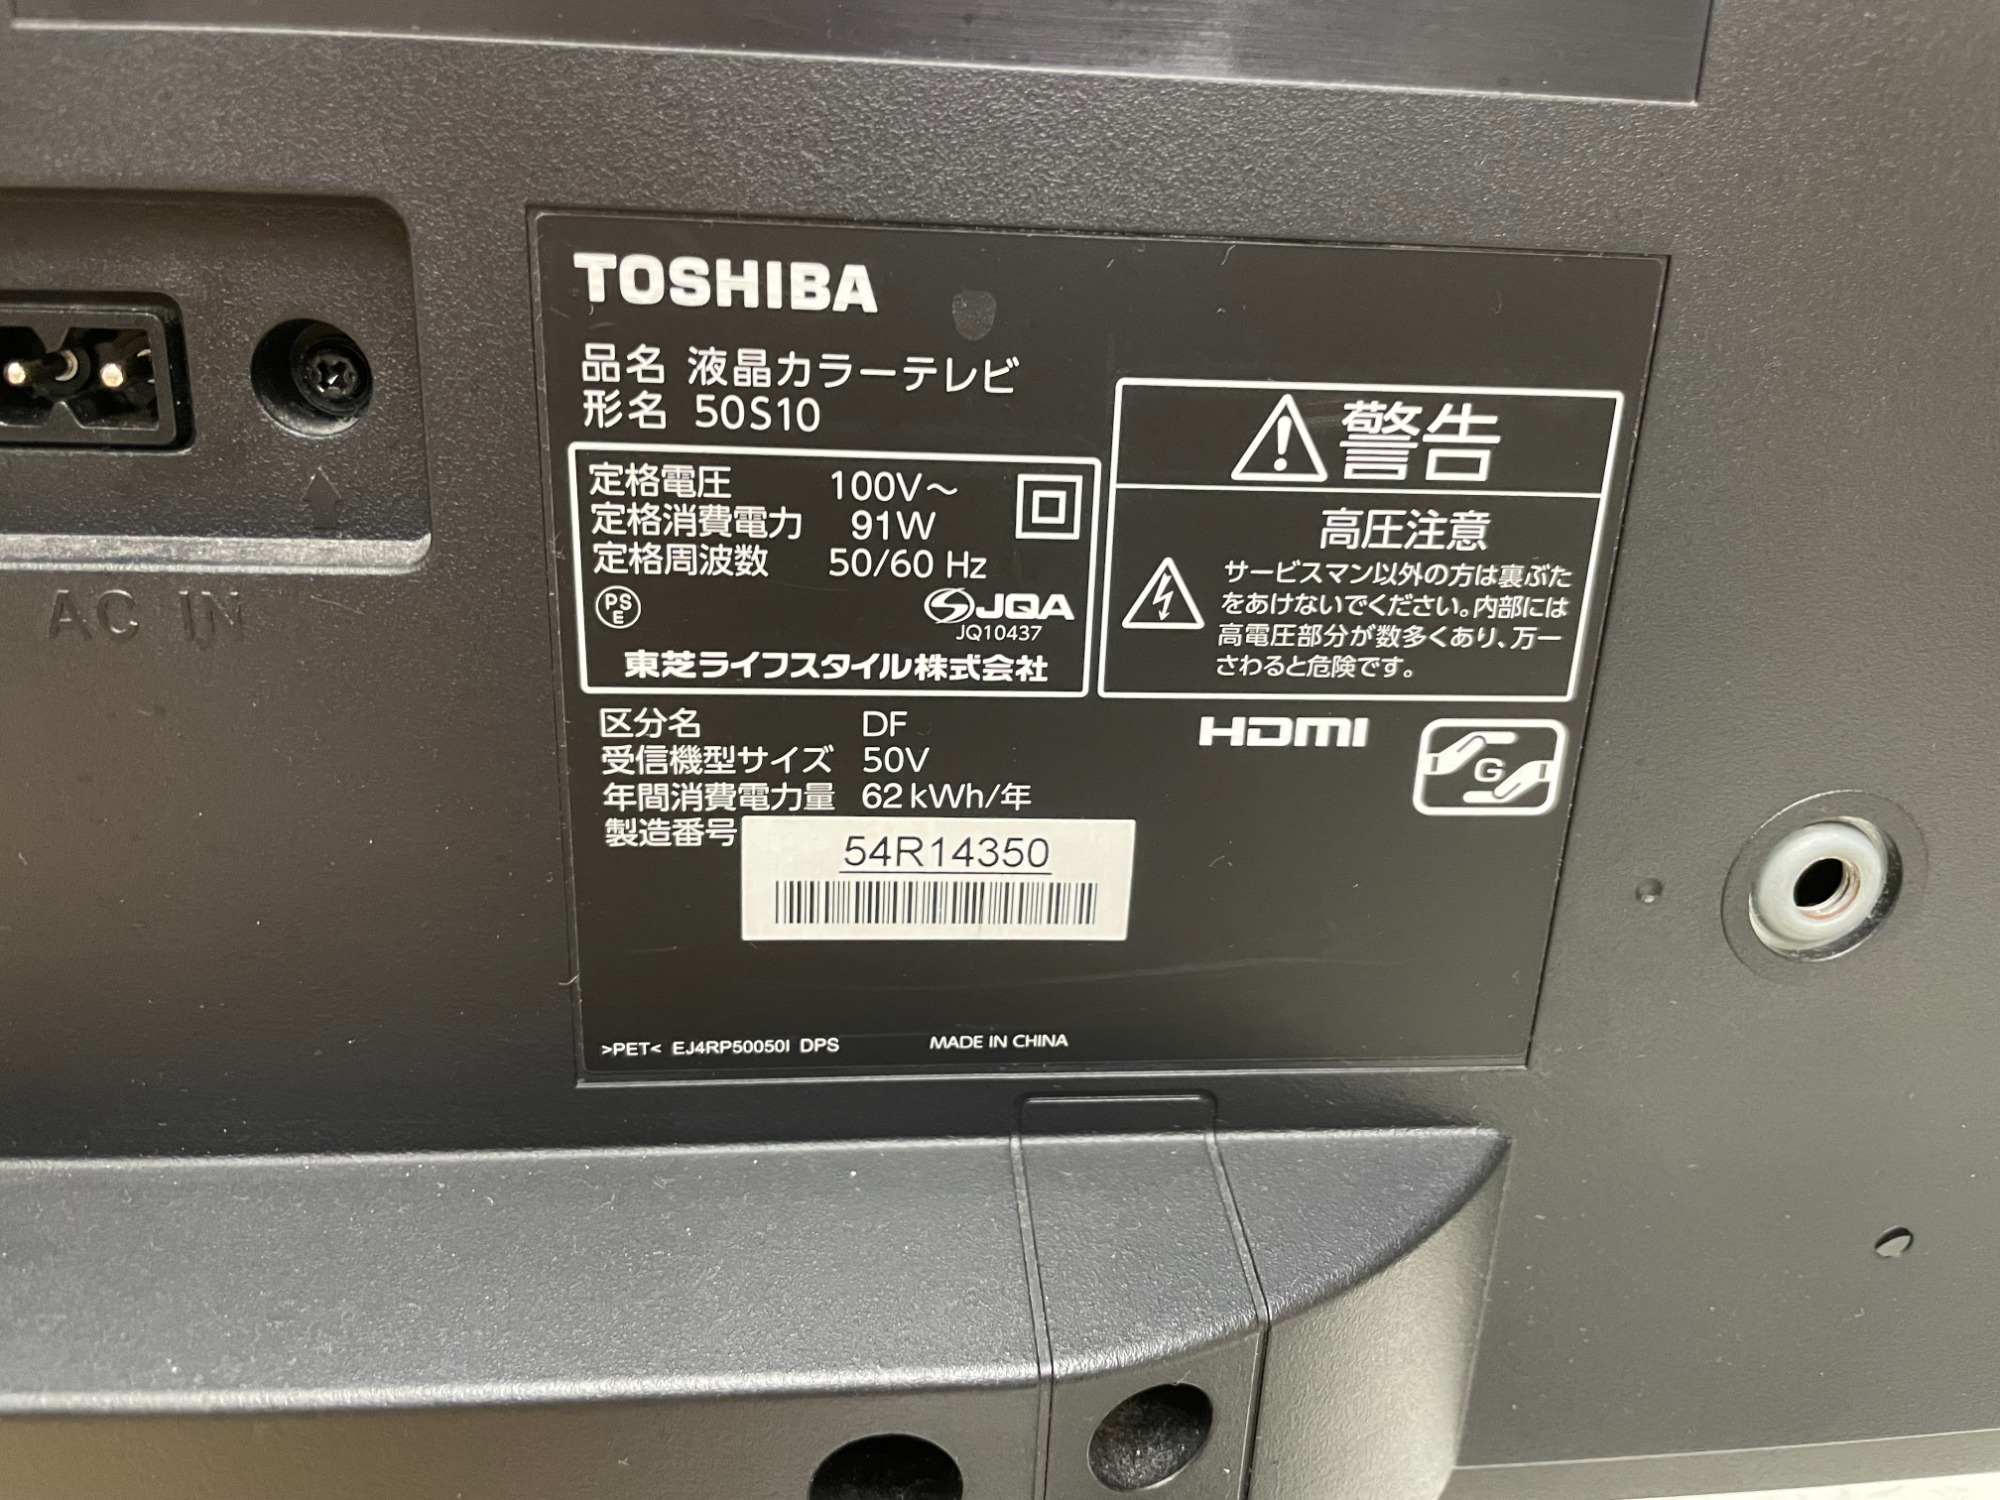 TOSHIBA
品名 液晶カラーテレビ
形名 50S10
定格電圧 100V～
定格消費電力 91W
定格周波数 50/60 Hz
PS
E
JQA
JQ10437
東芝ライフスタイル株式会社
警告
高圧注意
サービスマン以外の方は裏ぶた
をあけないでください。内部には
高電圧部分が数多くあり、万一
さわると危険です。
区分名 DF
受信機型サイズ 50V
年間消費電力量 62kWh/年
製造番号 54R14350
HDMI
G
>PET< EJ4RP50050I DPS
MADE IN CHINA
AC IN